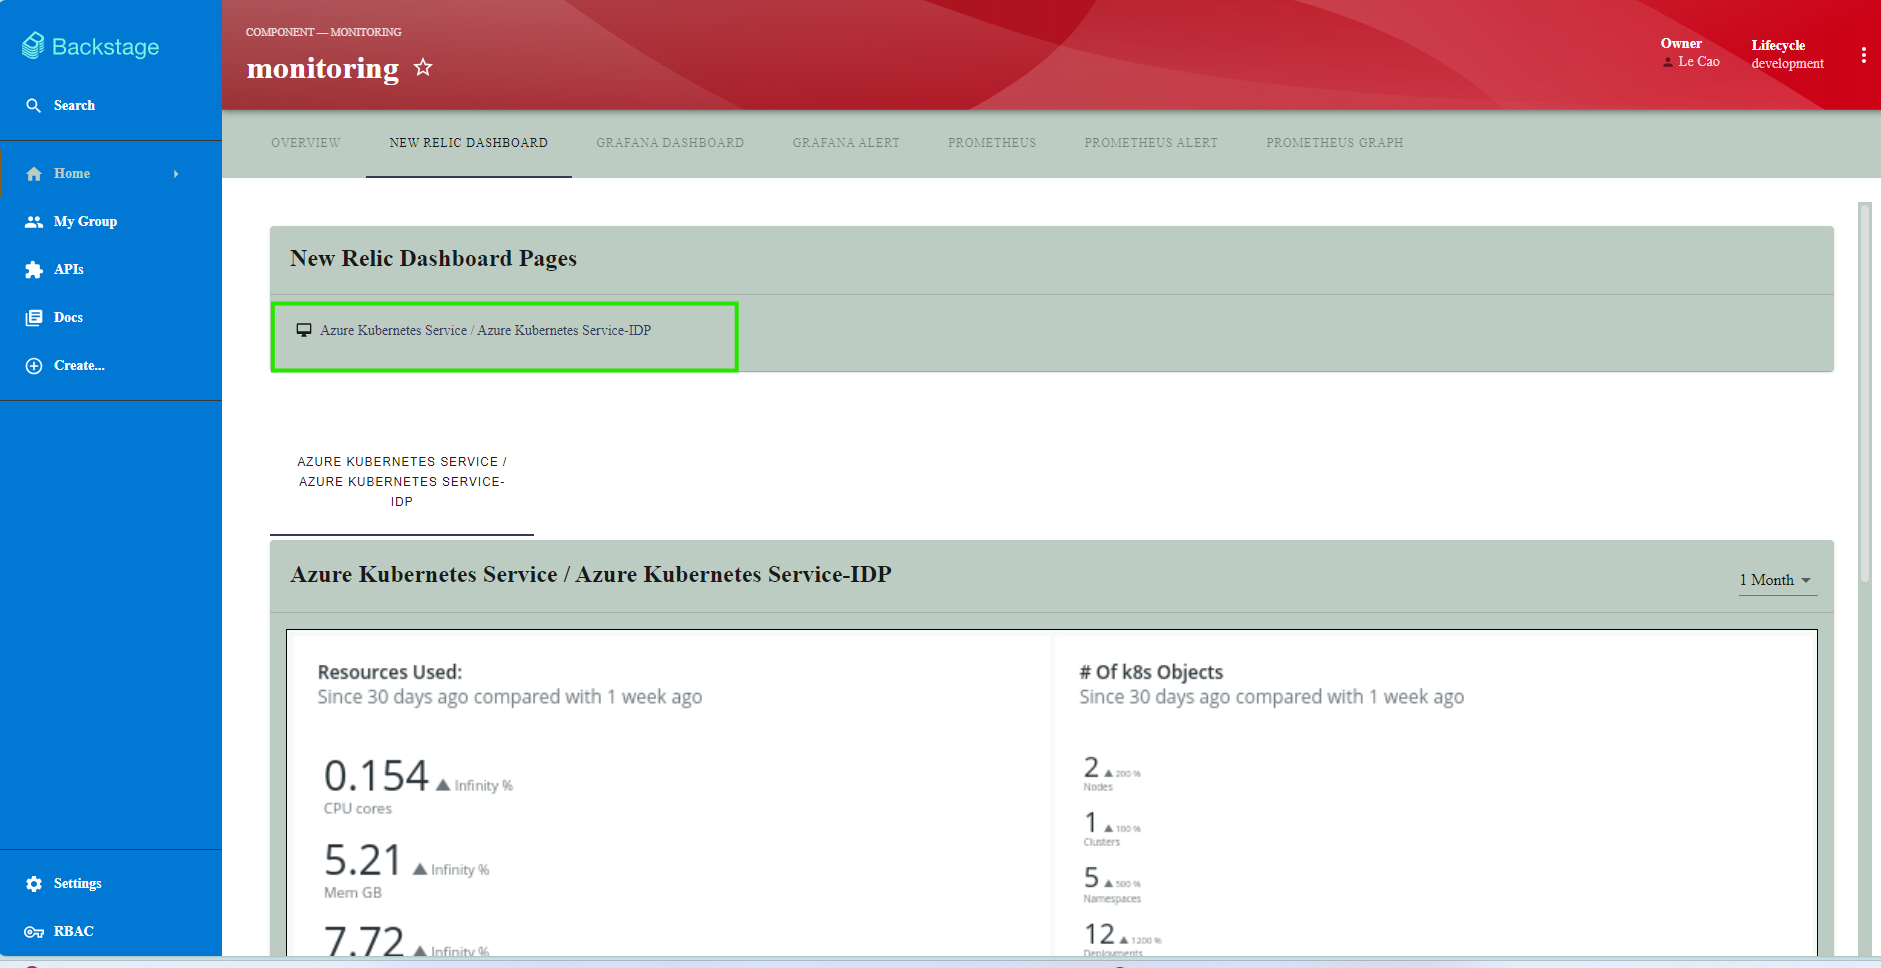 Backstage
Search
Home
My Group
APIs
Docs
Create...
Settings
RBAC
COMPONENT — MONITORING
monitoring
Owner
Le Cao
Lifecycle
development
OVERVIEW
NEW RELIC DASHBOARD
GRAFANA DASHBOARD
GRAFANA ALERT
PROMETHEUS
PROMETHEUS ALERT
PROMETHEUS GRAPH
New Relic Dashboard Pages
Azure Kubernetes Service / Azure Kubernetes Service-IDP
AZURE KUBERNETES SERVICE /
AZURE KUBERNETES SERVICE-
IDP
Azure Kubernetes Service / Azure Kubernetes Service-IDP
1 Month
Resources Used:
Since 30 days ago compared with 1 week ago
0.154 ▲ Infinity %
CPU cores
5.21 ▲ Infinity %
Mem GB
7.72 ▲ Infinity %
# Of k8s Objects
Since 30 days ago compared with 1 week ago
2 ▲ 200 %
Nodes
1 ▲ 100 %
Clusters
5 ▲ 500 %
Namespaces
12 ▲ 1200 %
Deployments